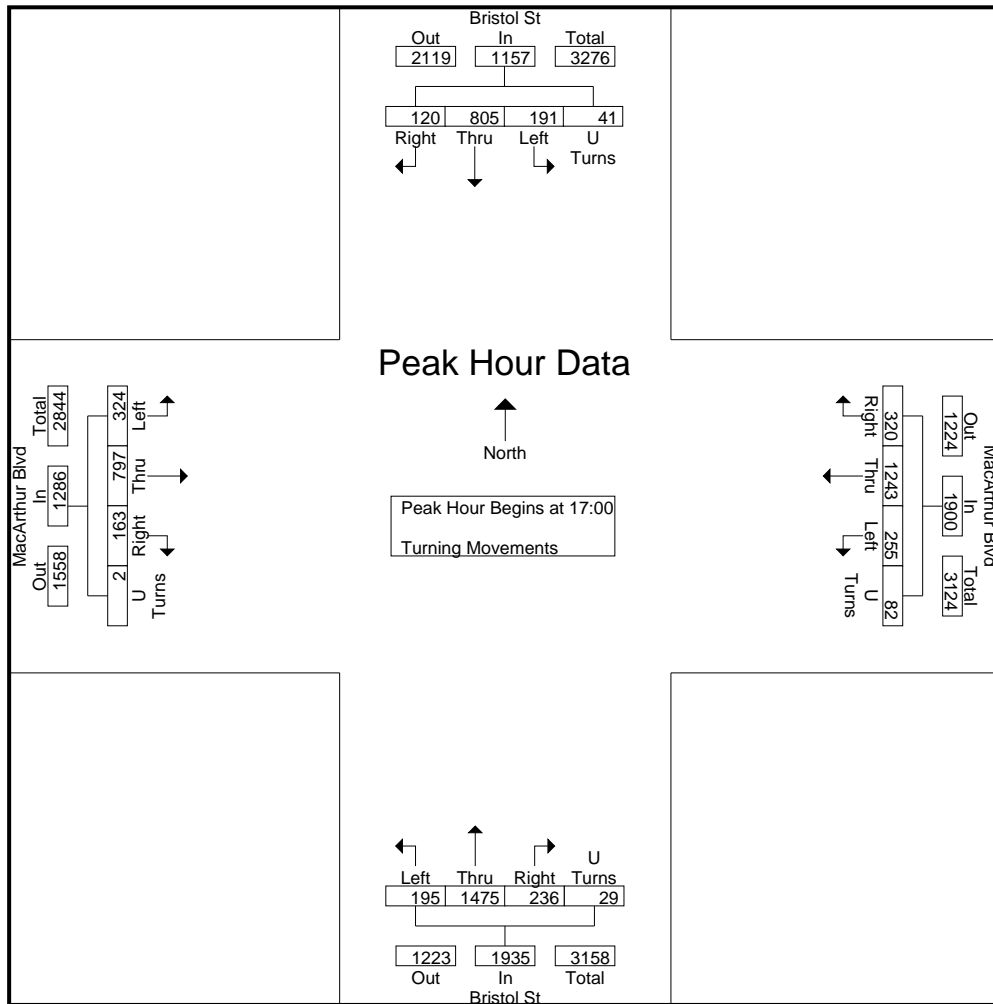 Bristol St
Out In Total
2119 1157 3276
120 805 191 41
Right Thru Left U
Turns
Peak Hour Data
North
Peak Hour Begins at 17:00
Turning Movements
MacArthur Blvd
Total In Out
2844 1286 1558
324 797 163 2
Left Thru Right U
Turns
MacArthur Blvd
Out In Total
1224 1900 3124
320 1243 255 82
Right Thru Left U
Turns
U
Left Thru Right Turns
195 1475 236 29
1223 1935 3158
Out In Total
Bristol St